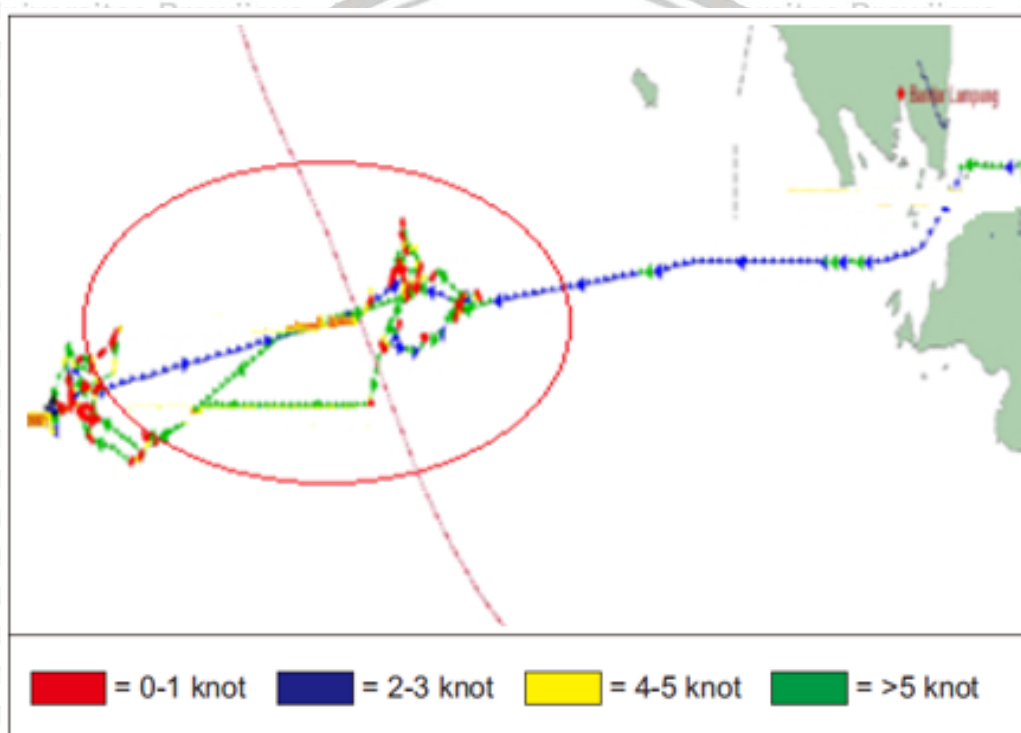 Bandar Lampung
= 0-1 knot
= 2-3 knot
= 4-5 knot
= >5 knot